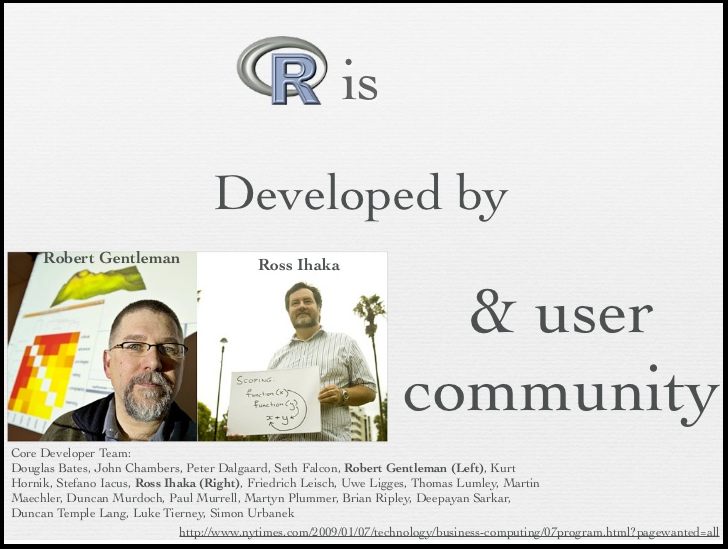 R is
Developed by
Robert Gentleman
Ross Ihaka
SCOPING:
function(x)
function(y)
x+y
& user
community
Core Developer Team:
Douglas Bates, John Chambers, Peter Dalgaard, Seth Falcon, Robert Gentleman (Left), Kurt
Hornik, Stefano Iacus, Ross Ihaka (Right), Friedrich Leisch, Uwe Ligges, Thomas Lumley, Martin
Maechler, Duncan Murdoch, Paul Murrell, Martyn Plummer, Brian Ripley, Deepayan Sarkar,
Duncan Temple Lang, Luke Tierney, Simon Urbanek
http://www.nytimes.com/2009/01/07/technology/business-computing/07program.html?pagewanted=all